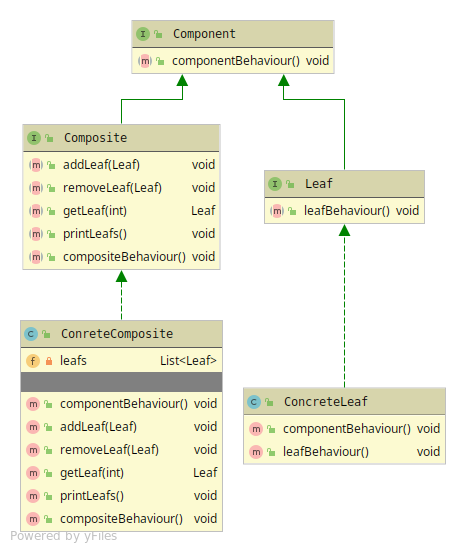 Component
componentBehaviour() void
Composite
addLeaf(Leaf) void
removeLeaf(Leaf) void
getLeaf(int) Leaf
printLeafs() void
compositeBehaviour() void
Leaf
leafBehaviour() void
ConreteComposite
leafs List<Leaf>
componentBehaviour() void
addLeaf(Leaf) void
removeLeaf(Leaf) void
getLeaf(int) Leaf
printLeafs() void
compositeBehaviour() void
ConcreteLeaf
componentBehaviour() void
leafBehaviour() void
Powered by yFiles